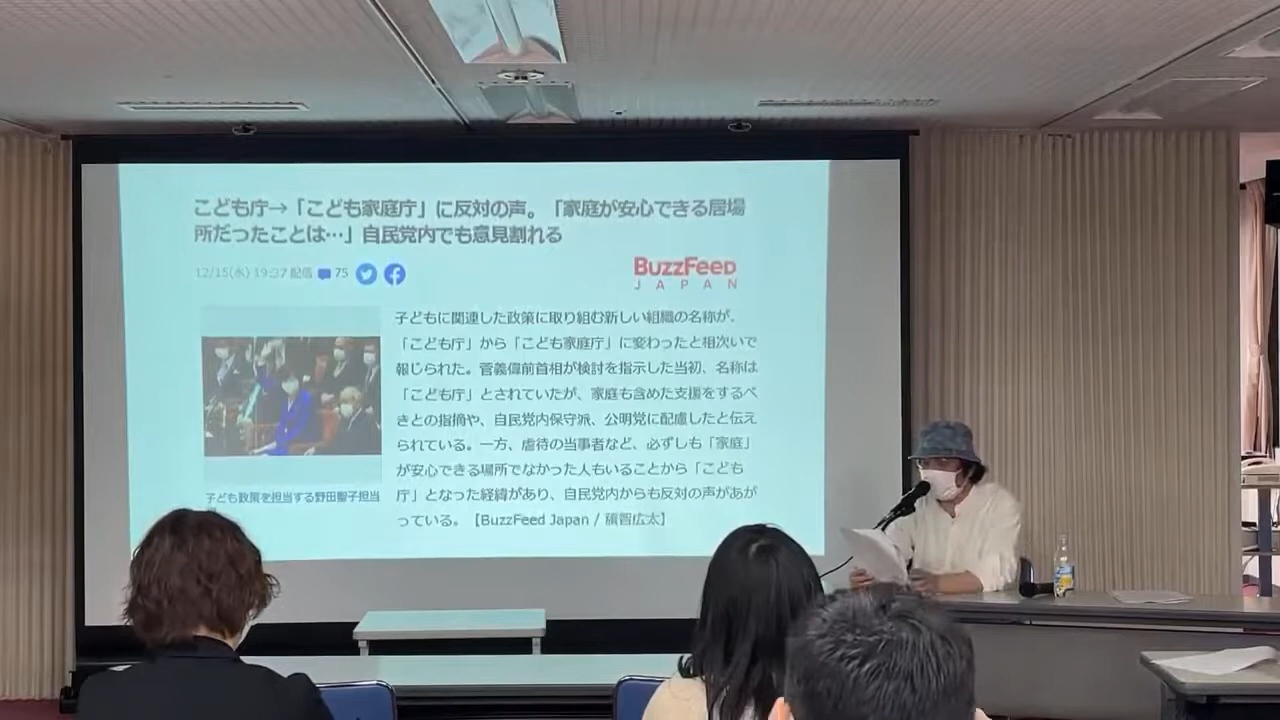 こども庁→「こども家庭庁」に反対の声。「家庭が安心できる居場
所だったことは…」自民党内でも意見割れる
12/15(水) 19:37 配信 75
BuzzFeed
JAPAN
子どもに関連した政策に取り組む新しい組織の名称が、
「こども庁」から「こども家庭庁」に変わったと相次いで
報じられた。菅義偉前首相が検討を指示した当初、名称は
「こども庁」とされていたが、家庭も含めた支援をするべ
きとの指摘や、自民党内保守派、公明党に配慮したと伝え
られている。一方、虐待の当事者など、必ずしも「家庭」
が安心できる場所でなかった人もいることから「こども
庁」となった経緯があり、自民党内からも反対の声があが
っている。【BuzzFeed Japan / 籏智広太】
子ども政策を担当する野田聖子担当